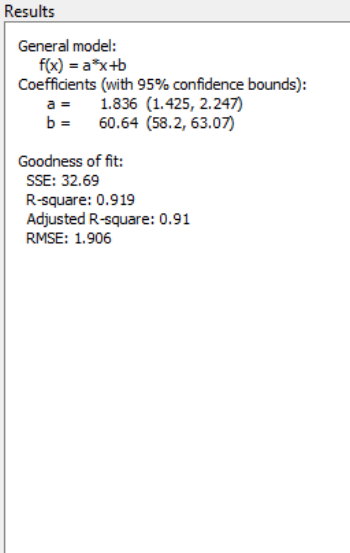 Results
General model:
f(x) = a*x+b
Coefficients (with 95% confidence bounds):
a = 1.836 (1.425, 2.247)
b = 60.64 (58.2, 63.07)
Goodness of fit:
SSE: 32.69
R-square: 0.919
Adjusted R-square: 0.91
RMSE: 1.906